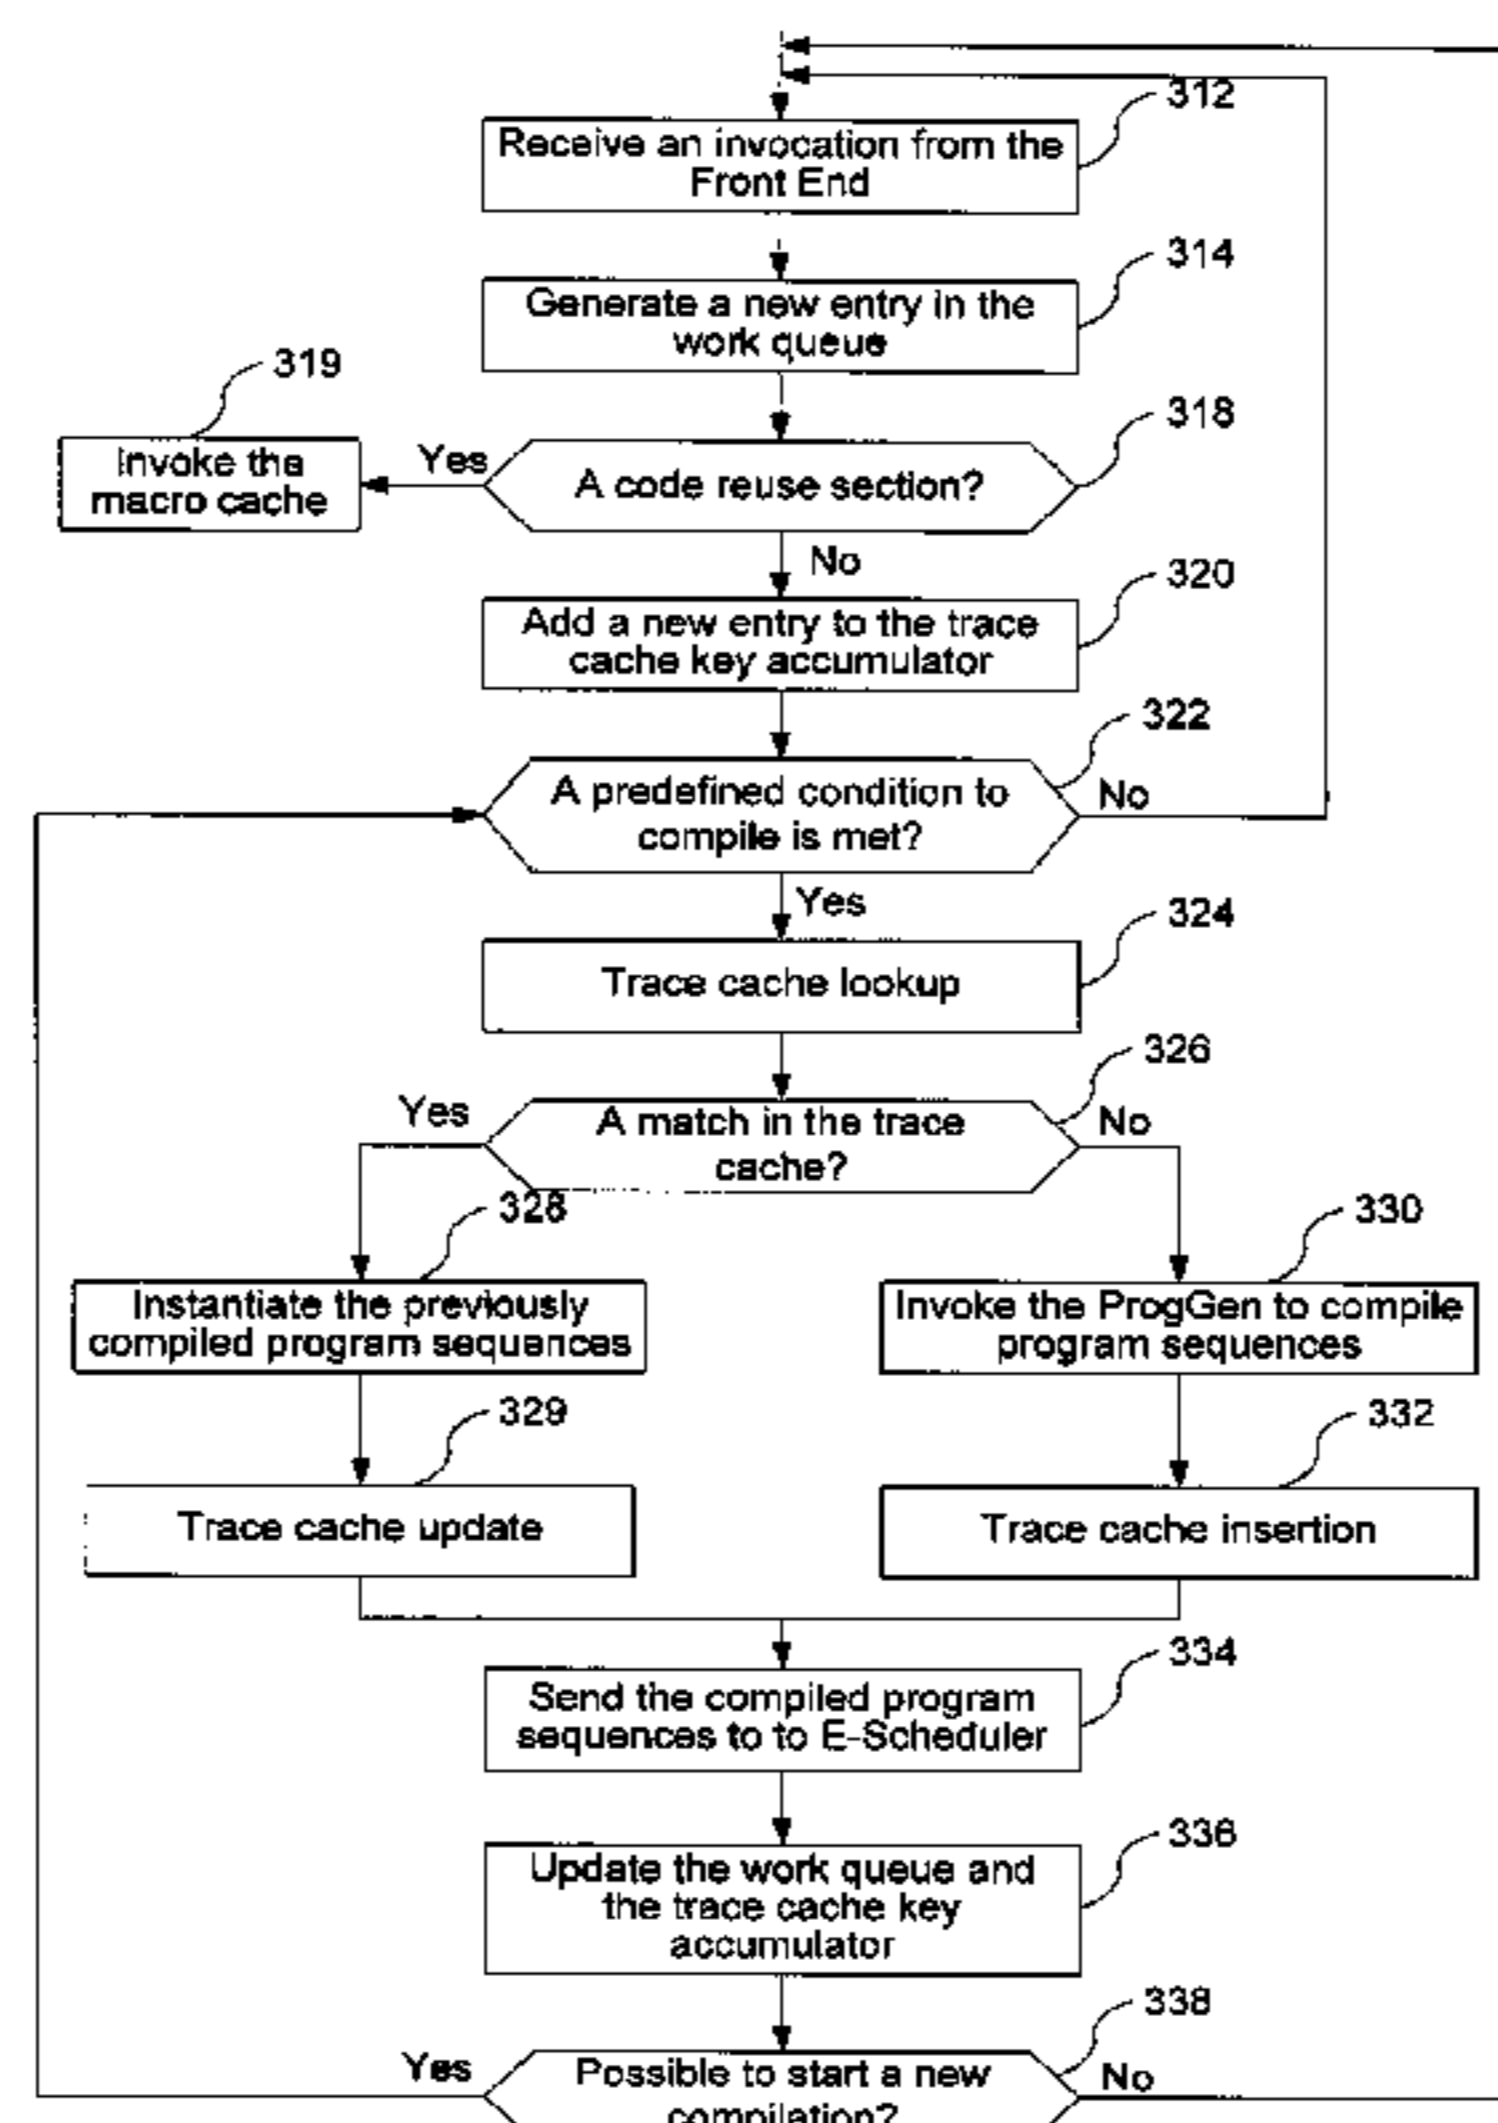 312
Receive an invocation from the
Front End
314
Generate a new entry in the
work queue
319
Invoke the
macro cache
Yes
318
A code reuse section?
No
320
Add a new entry to the trace
cache key accumulator
322
A predefined condition to
compile is met?
No
Yes
324
Trace cache lookup
326
Yes
A match in the trace
cache?
No
328
Instantiate the previously
compiled program sequences
330
Invoke the ProgGen to compile
program sequences
329
Trace cache update
332
Trace cache insertion
334
Send the compiled program
sequences to to E-Scheduler
336
Update the work queue and
the trace cache key
accumulator
338
Yes
Possible to start a new
compilation?
No